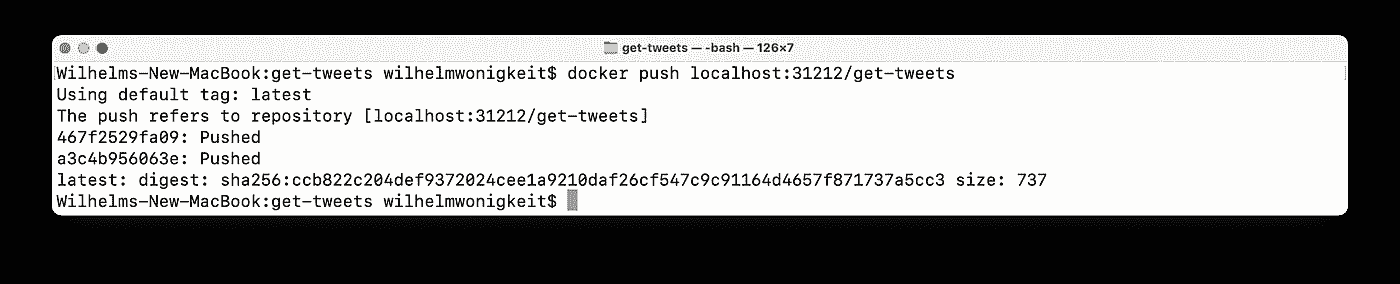 get-tweets — -bash — 126×7
Wilhelms-New-MacBook:get-tweets wilhelmwonigkeit$ docker push localhost:31212/get-tweets
Using default tag: latest
The push refers to repository [localhost:31212/get-tweets]
467f2529fa09: Pushed
a3c4b956063e: Pushed
latest: digest: sha256:ccb822c204def9372024cee1a9210daf26cf547c9c91164d4657f871737a5cc3 size: 737
Wilhelms-New-MacBook:get-tweets wilhelmwonigkeit$